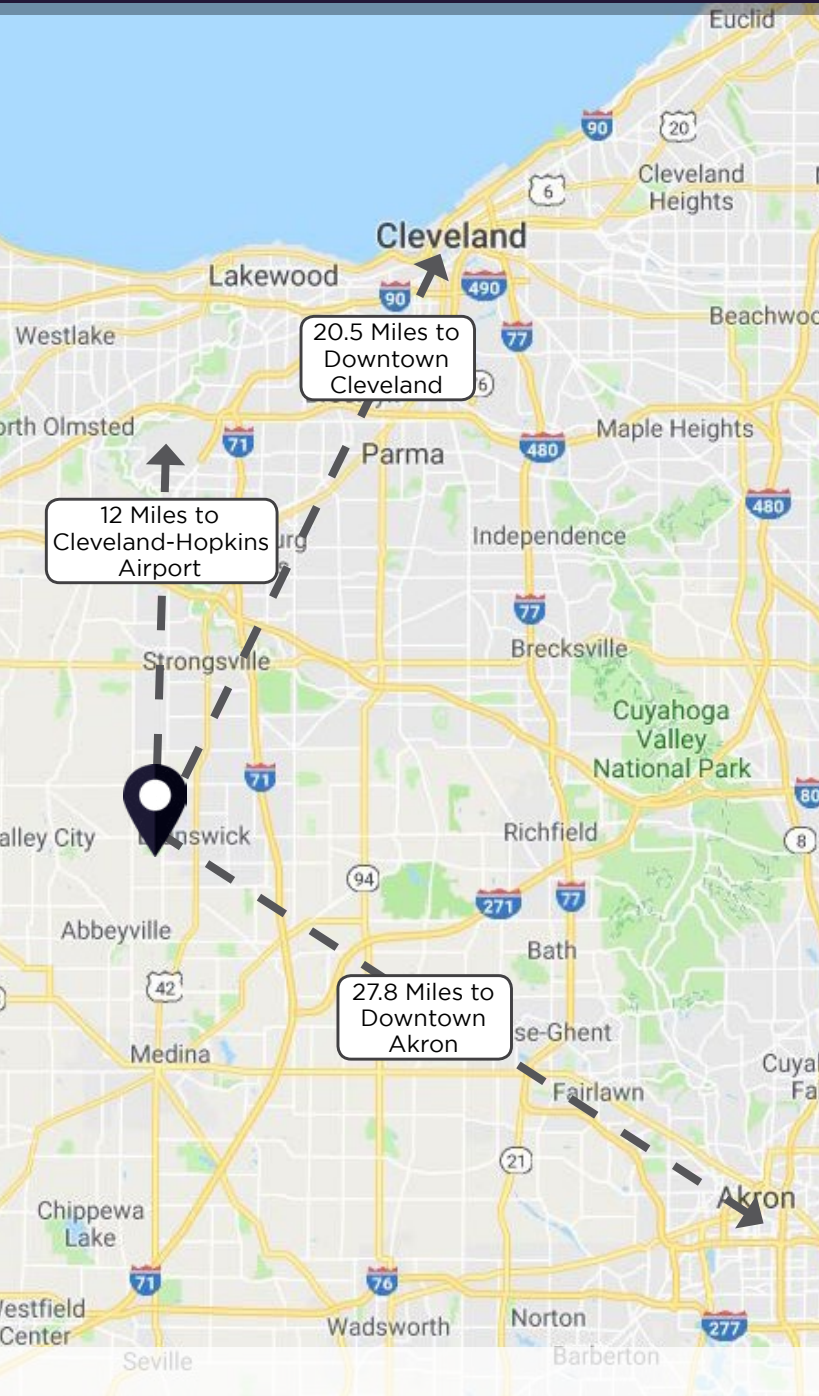 Euclid
90
20
6
Cleveland
Heights
Cleveland
Lakewood
90
490
Beachwoo
Westlake
77
20.5 Miles to
Downtown
Cleveland
orth Olmsted
71
Maple Heights
Parma
480
480
12 Miles to
Cleveland-Hopkins
Airport
urg
Independence
77
Brecksville
Strongsville
Cuyahoga
Valley
National Park
71
80
alley City
nswick
Richfield
8
94
271
77
Abbeyville
Bath
42
27.8 Miles to
Downtown
Akron
se-Ghent
Medina
Cuyal
Fa
Fairlawn
21
Akron
Chippewa
Lake
71
76
Vestfield
Center
Wadsworth
Norton
277
Seville
Barberton